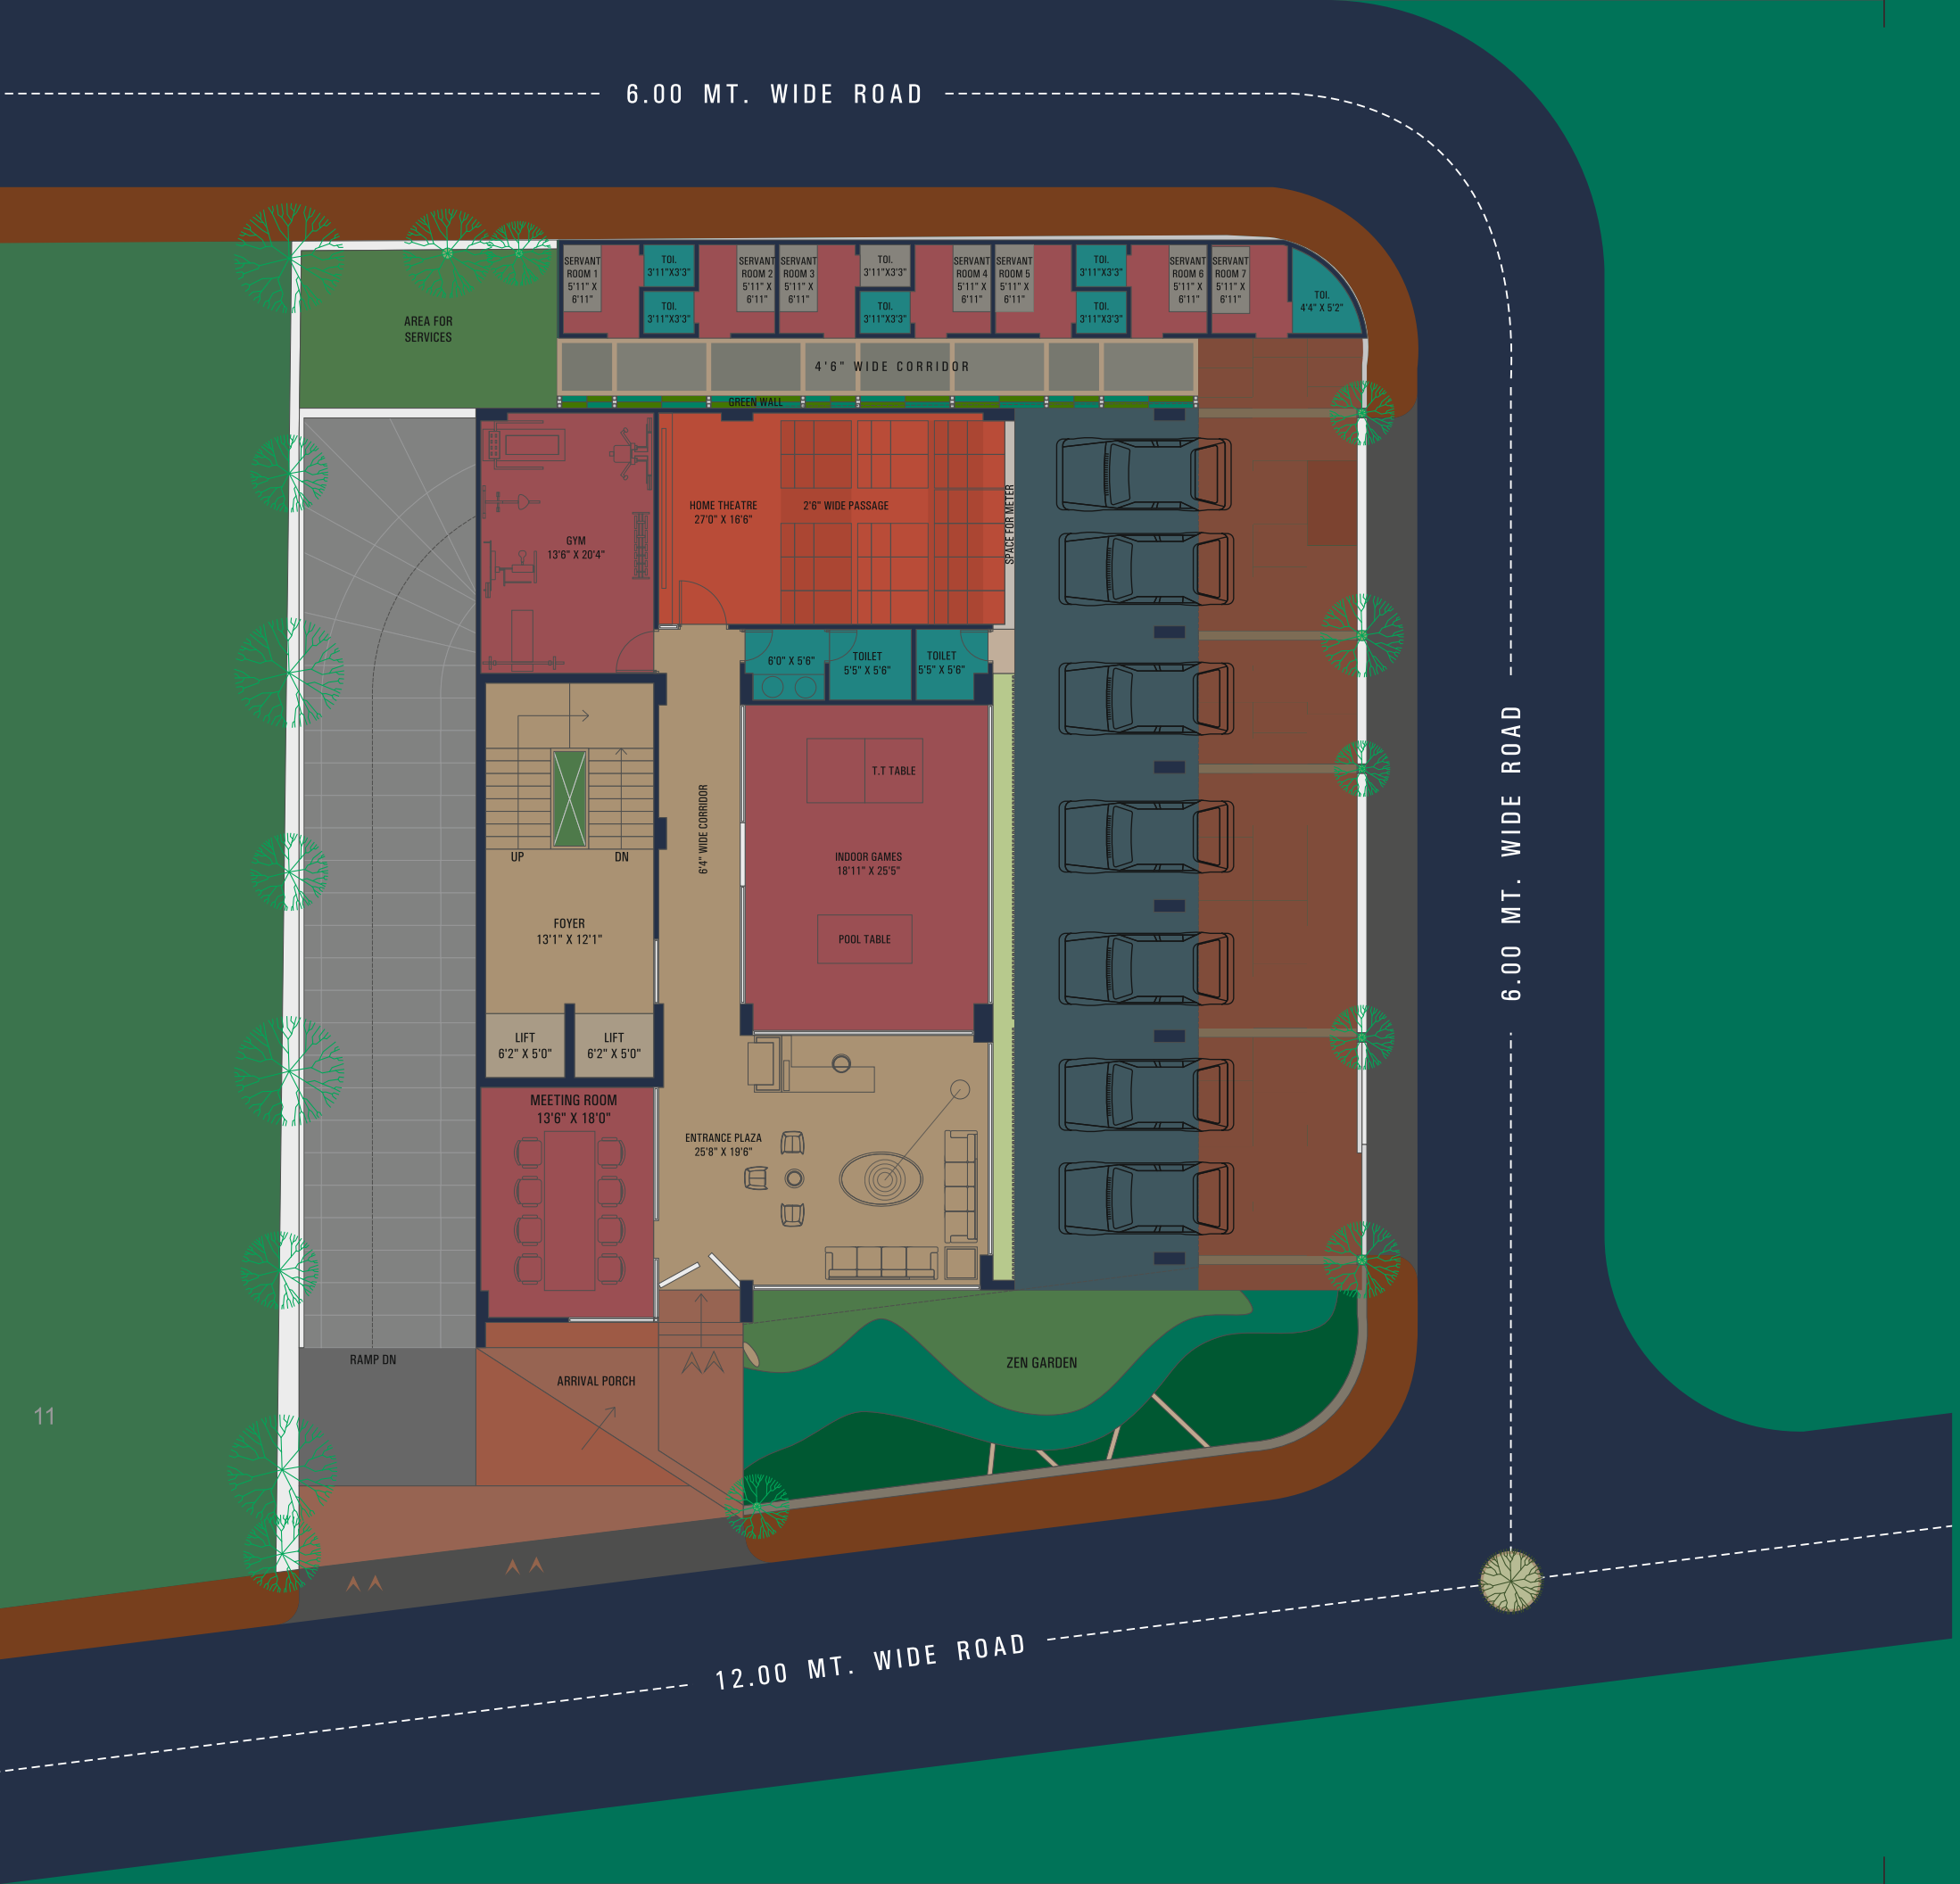 6.00 MT. WIDE ROAD
SERVANT
ROOM 1
5'11" X
6'11"
TOI.
3'11"X3'3"
TOI.
3'11"X3'3"
SERVANT
ROOM 2
5'11" X
6'11"
SERVANT
ROOM 3
5'11" X
6'11"
TOI.
3'11"X3'3"
TOI.
3'11"X3'3"
SERVANT
ROOM 4
5'11" X
6'11"
SERVANT
ROOM 5
5'11" X
6'11"
TOI.
3'11"X3'3"
TOI.
3'11"X3'3"
SERVANT
ROOM 6
5'11" X
6'11"
SERVANT
ROOM 7
5'11" X
6'11"
TOI.
4'4" X 5'2"
AREA FOR
SERVICES
4'6" WIDE CORRIDOR
GREEN WALL
GYM
13'6" X 20'4"
HOME THEATRE
27'0" X 16'6"
2'6" WIDE PASSAGE
SPACE FOR METER
6'0" X 5'6"
TOILET
5'5" X 5'6"
TOILET
5'5" X 5'6"
6.00 MT. WIDE ROAD
T.T TABLE
6'4" WIDE CORRIDOR
INDOOR GAMES
18'11" X 25'5"
POOL TABLE
UP
DN
FOYER
13'1" X 12'1"
LIFT
6'2" X 5'0"
LIFT
6'2" X 5'0"
MEETING ROOM
13'6" X 18'0"
ENTRANCE PLAZA
25'8" X 19'6"
RAMP DN
ARRIVAL PORCH
ZEN GARDEN
11
12.00 MT. WIDE ROAD